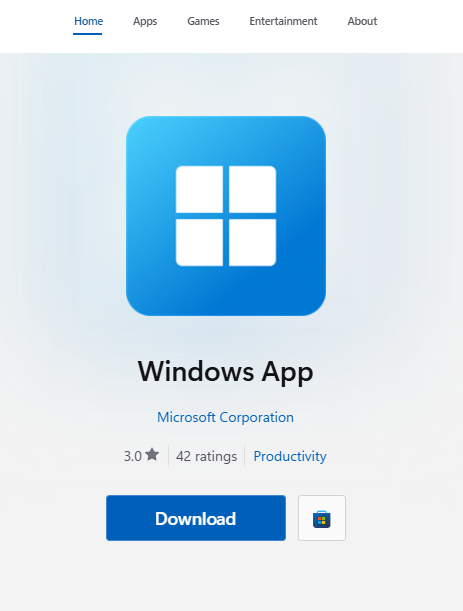 Home Apps Games Entertainment About
Windows App
Microsoft Corporation
3.0 42 ratings Productivity
Download